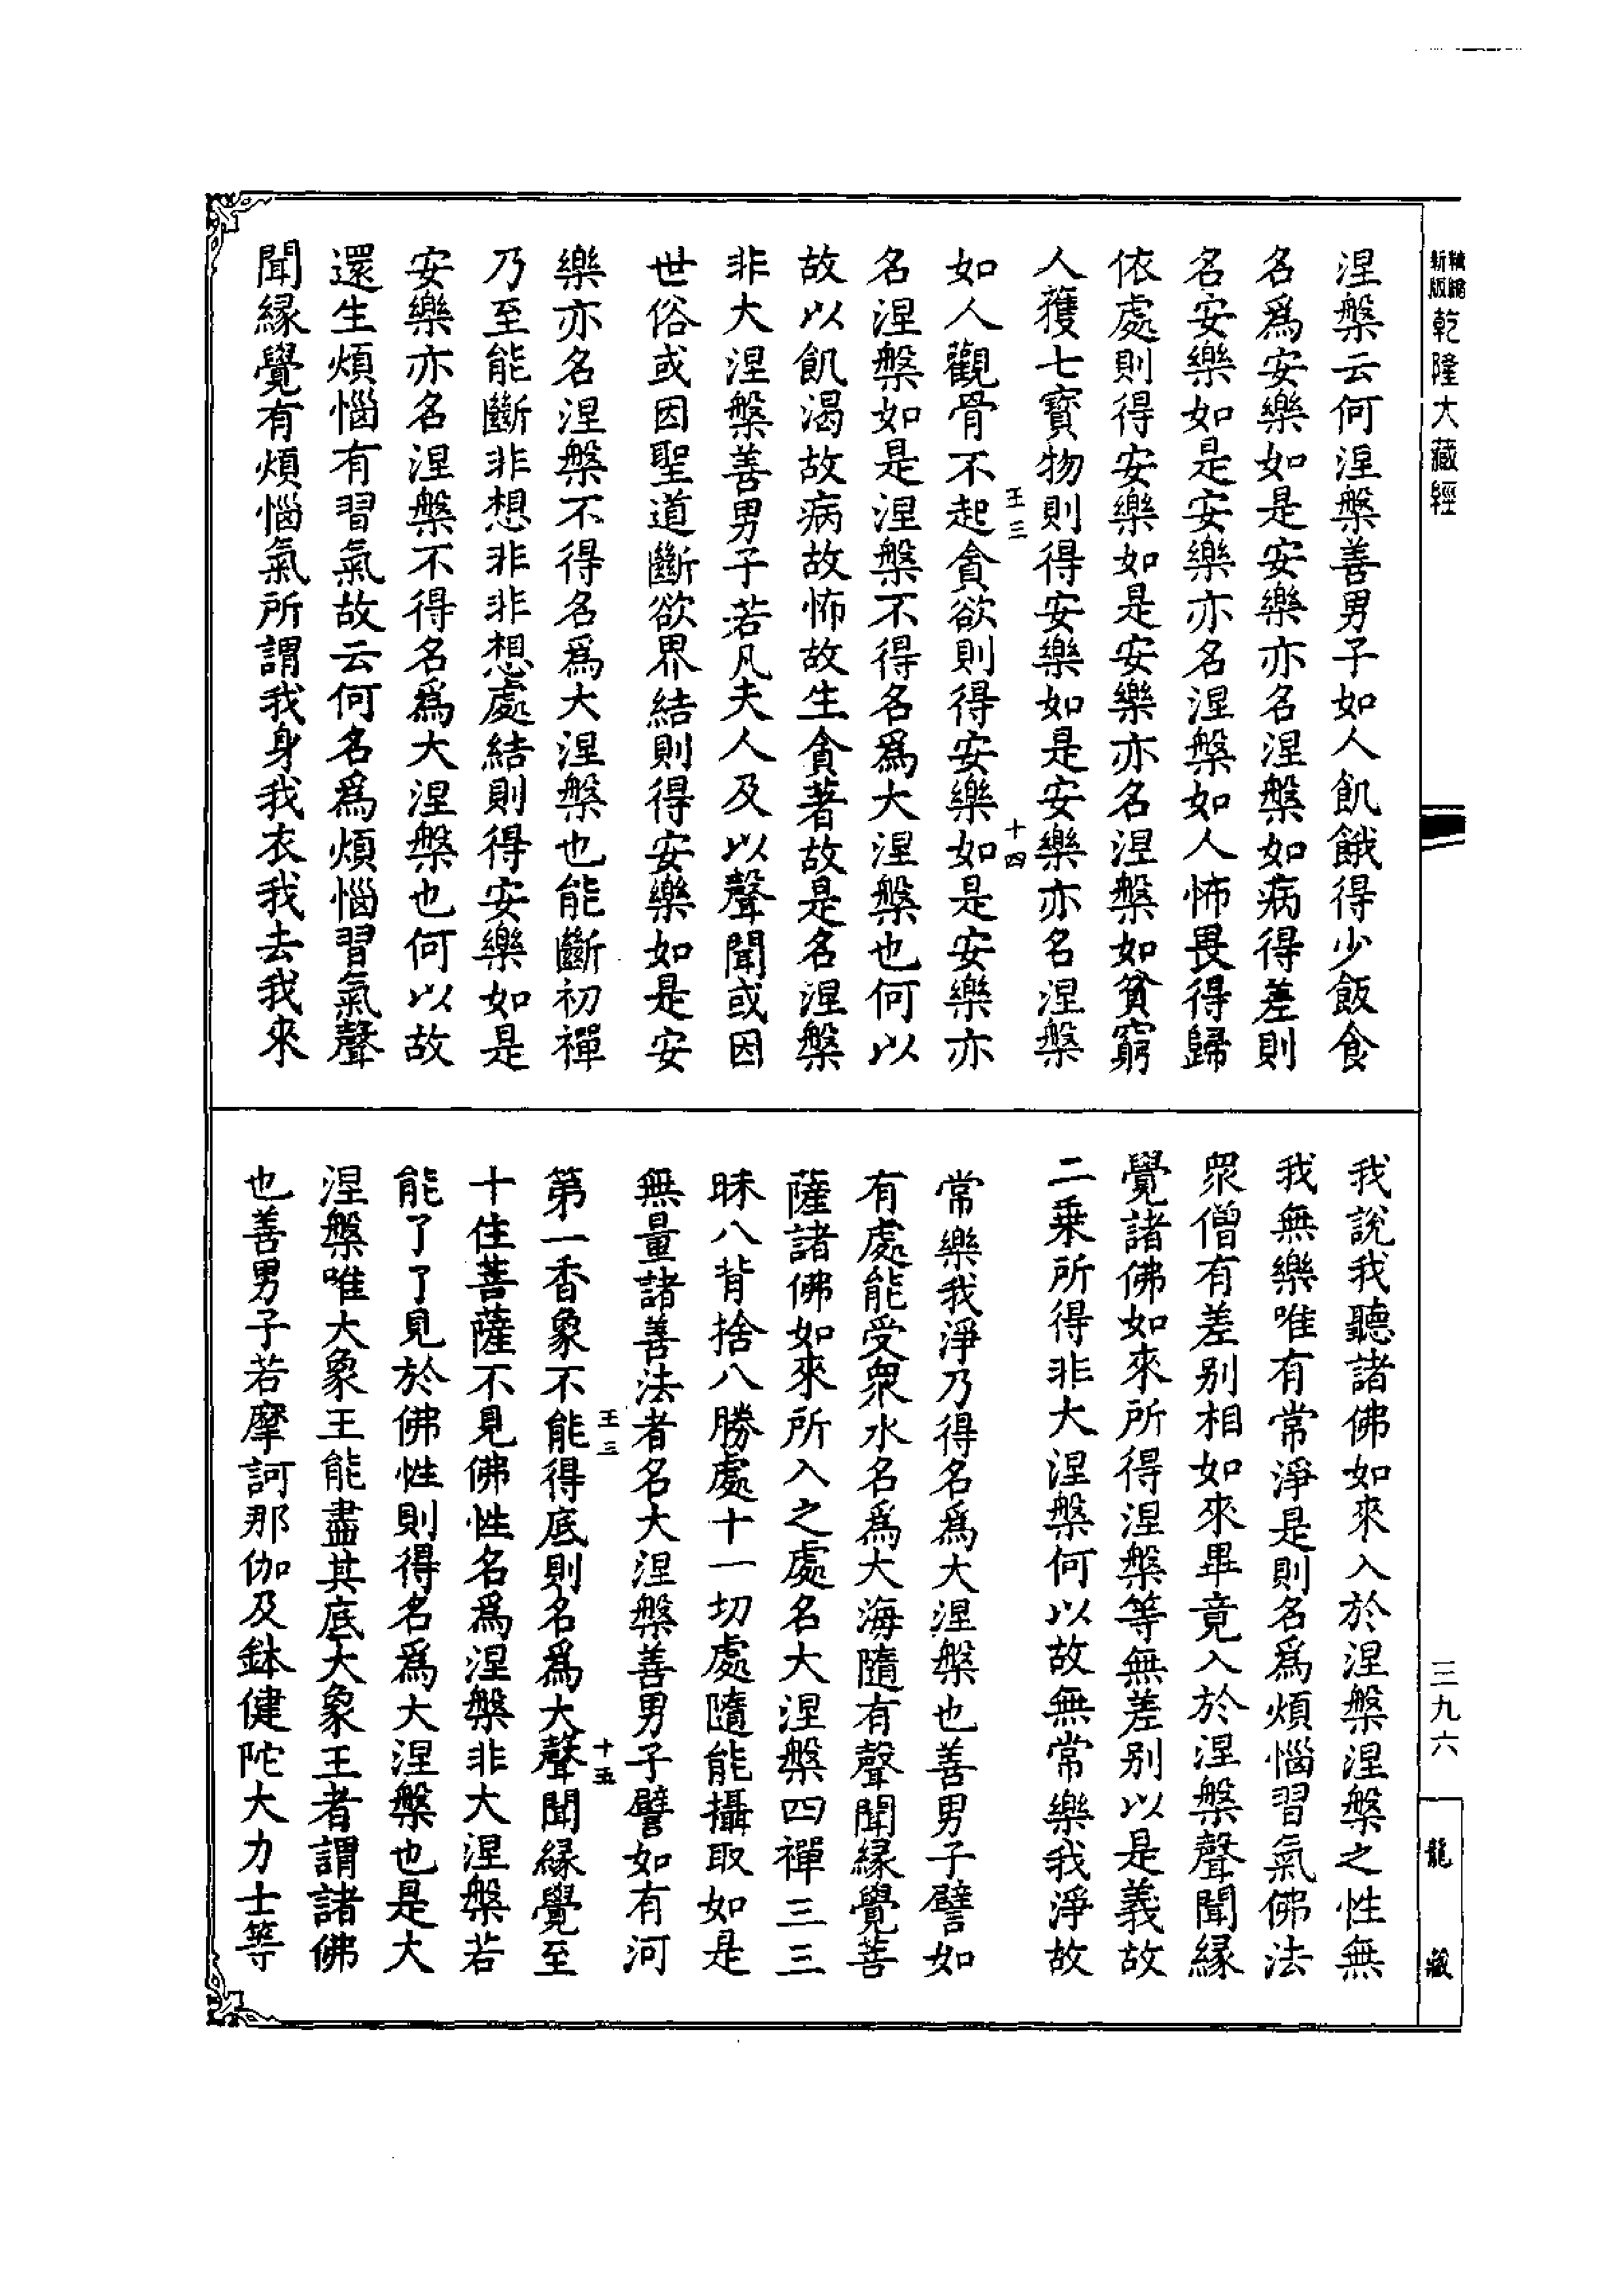 精縮新版乾隆大藏經
涅槃云何涅槃善男子如人飢餓得少飯食
名爲安樂如是安樂亦名涅槃如病得差則
名安樂如是安樂亦名涅槃如人怖畏得歸
依處則得安樂如是安樂亦名涅槃如貧窮
人獲七寶物則得安樂如是安樂亦名涅槃
王三 十四
如人觀骨不起貪欲則得安樂如是安樂亦
名涅槃如是涅槃不得名爲大涅槃也何以
故以飢渴故病故怖故生貪著故是名涅槃
非大涅槃善男子若凡夫人及以聲聞或因
世俗或因聖道斷欲界結則得安樂如是安
樂亦名涅槃不得名爲大涅槃也能斷初禪
乃至能斷非想非非想處結則得安樂如是
安樂亦名涅槃不得名爲大涅槃也何以故
還生煩惱有習氣故云何名爲煩惱習氣聲
聞緣覺有煩惱氣所謂我身我衣我去我來
我說我聽諸佛如來入於涅槃涅槃之性無
我無樂唯有常淨是則名爲煩惱習氣佛法
衆僧有差别相如來畢竟入於涅槃聲聞緣
覺諸佛如來所得涅槃等無差别以是義故
二乗所得非大涅槃何以故無常樂我淨故
常樂我淨乃得名爲大涅槃也善男子譬如
有處能受衆水名爲大海隨有聲聞緣覺菩
薩諸佛如來所入之處名大涅槃四禪三三
昧八背捨八勝處十一切處隨能攝取如是
無量諸善法者名大涅槃善男子譬如有河
王三 十五
第一香象不能得底則名爲大聲聞緣覺至
十住菩薩不見佛性名爲涅槃非大涅槃若
能了了見於佛性則得名爲大涅槃也是大
涅槃唯大象王能盡其底大象王者謂諸佛
也善男子若摩訶那伽及鉢健陀大力士等
三九六
龍藏